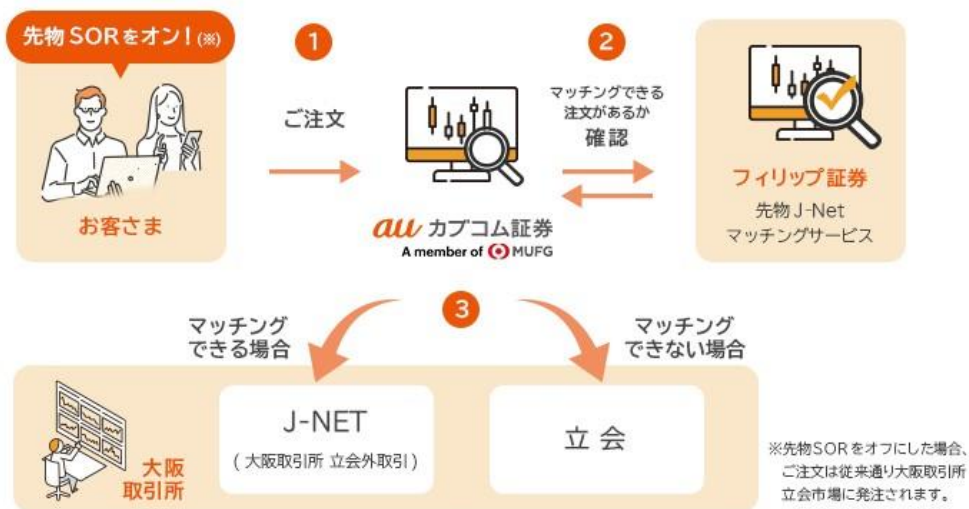 先物SORをオン!(※)
1
2
ご注文
マッチングできる
注文があるか
確認
お客さま
au カブコム証券
A member of MUFG
フィリップ証券
先物J-Net
マッチングサービス
3
マッチング
できる場合
マッチング
できない場合
J-NET
(大阪取引所 立会外取引)
立会
大阪
取引所
※先物SORをオフにした場合、
ご注文は従来通り大阪取引所
立会市場に発注されます。